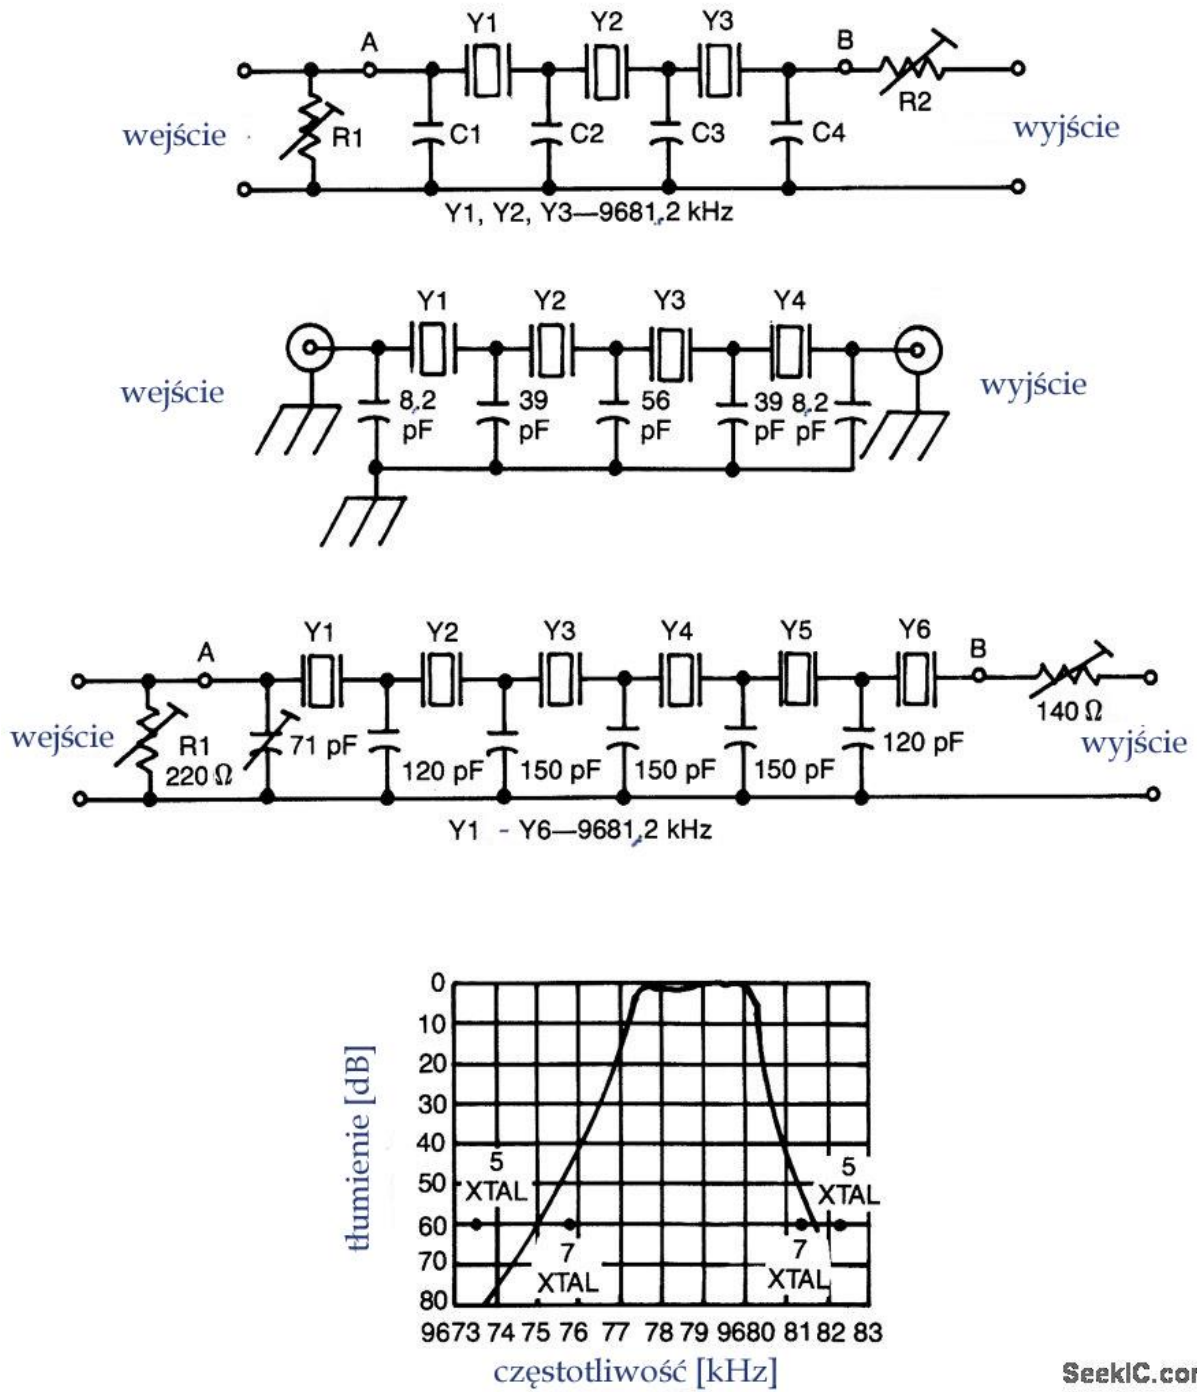 Y1 Y2 Y3
A B
wejście R1 C1 C2 C3 C4 R2 wyjście
Y1, Y2, Y3—9681,2 kHz
Y1 Y2 Y3 Y4
wejście wyjście
8,2 pF 39 pF 56 pF 39 pF 8,2 pF
Y1 Y2 Y3 Y4 Y5 Y6
A B
wejście R1 220 Ω 71 pF 120 pF 150 pF 150 pF 150 pF 120 pF 140 Ω wyjście
Y1 - Y6—9681,2 kHz
0
10
20
30
40
50
60
70
80
tłumienie [dB]
5 XTAL
5 XTAL
7 XTAL
7 XTAL
9673 74 75 76 77 78 79 9680 81 82 83
częstotliwość [kHz]
SeekIC.com